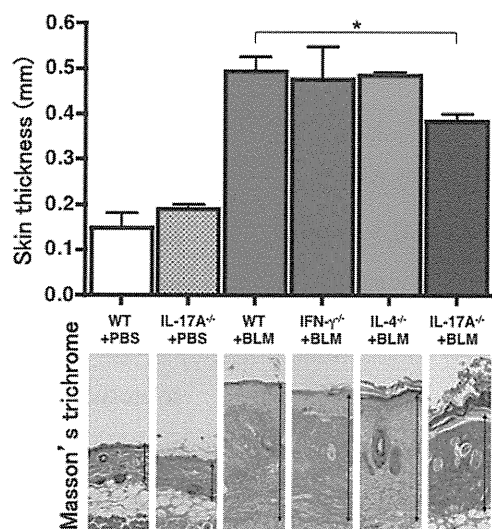 *
0.6
0.5
0.4
0.3
0.2
0.1
0.0
Skin thickness (mm)
WT +PBS
IL-17A-/- +PBS
WT +BLM
IFN-γ-/- +BLM
IL-4-/- +BLM
IL-17A-/- +BLM
Masson's trichrome